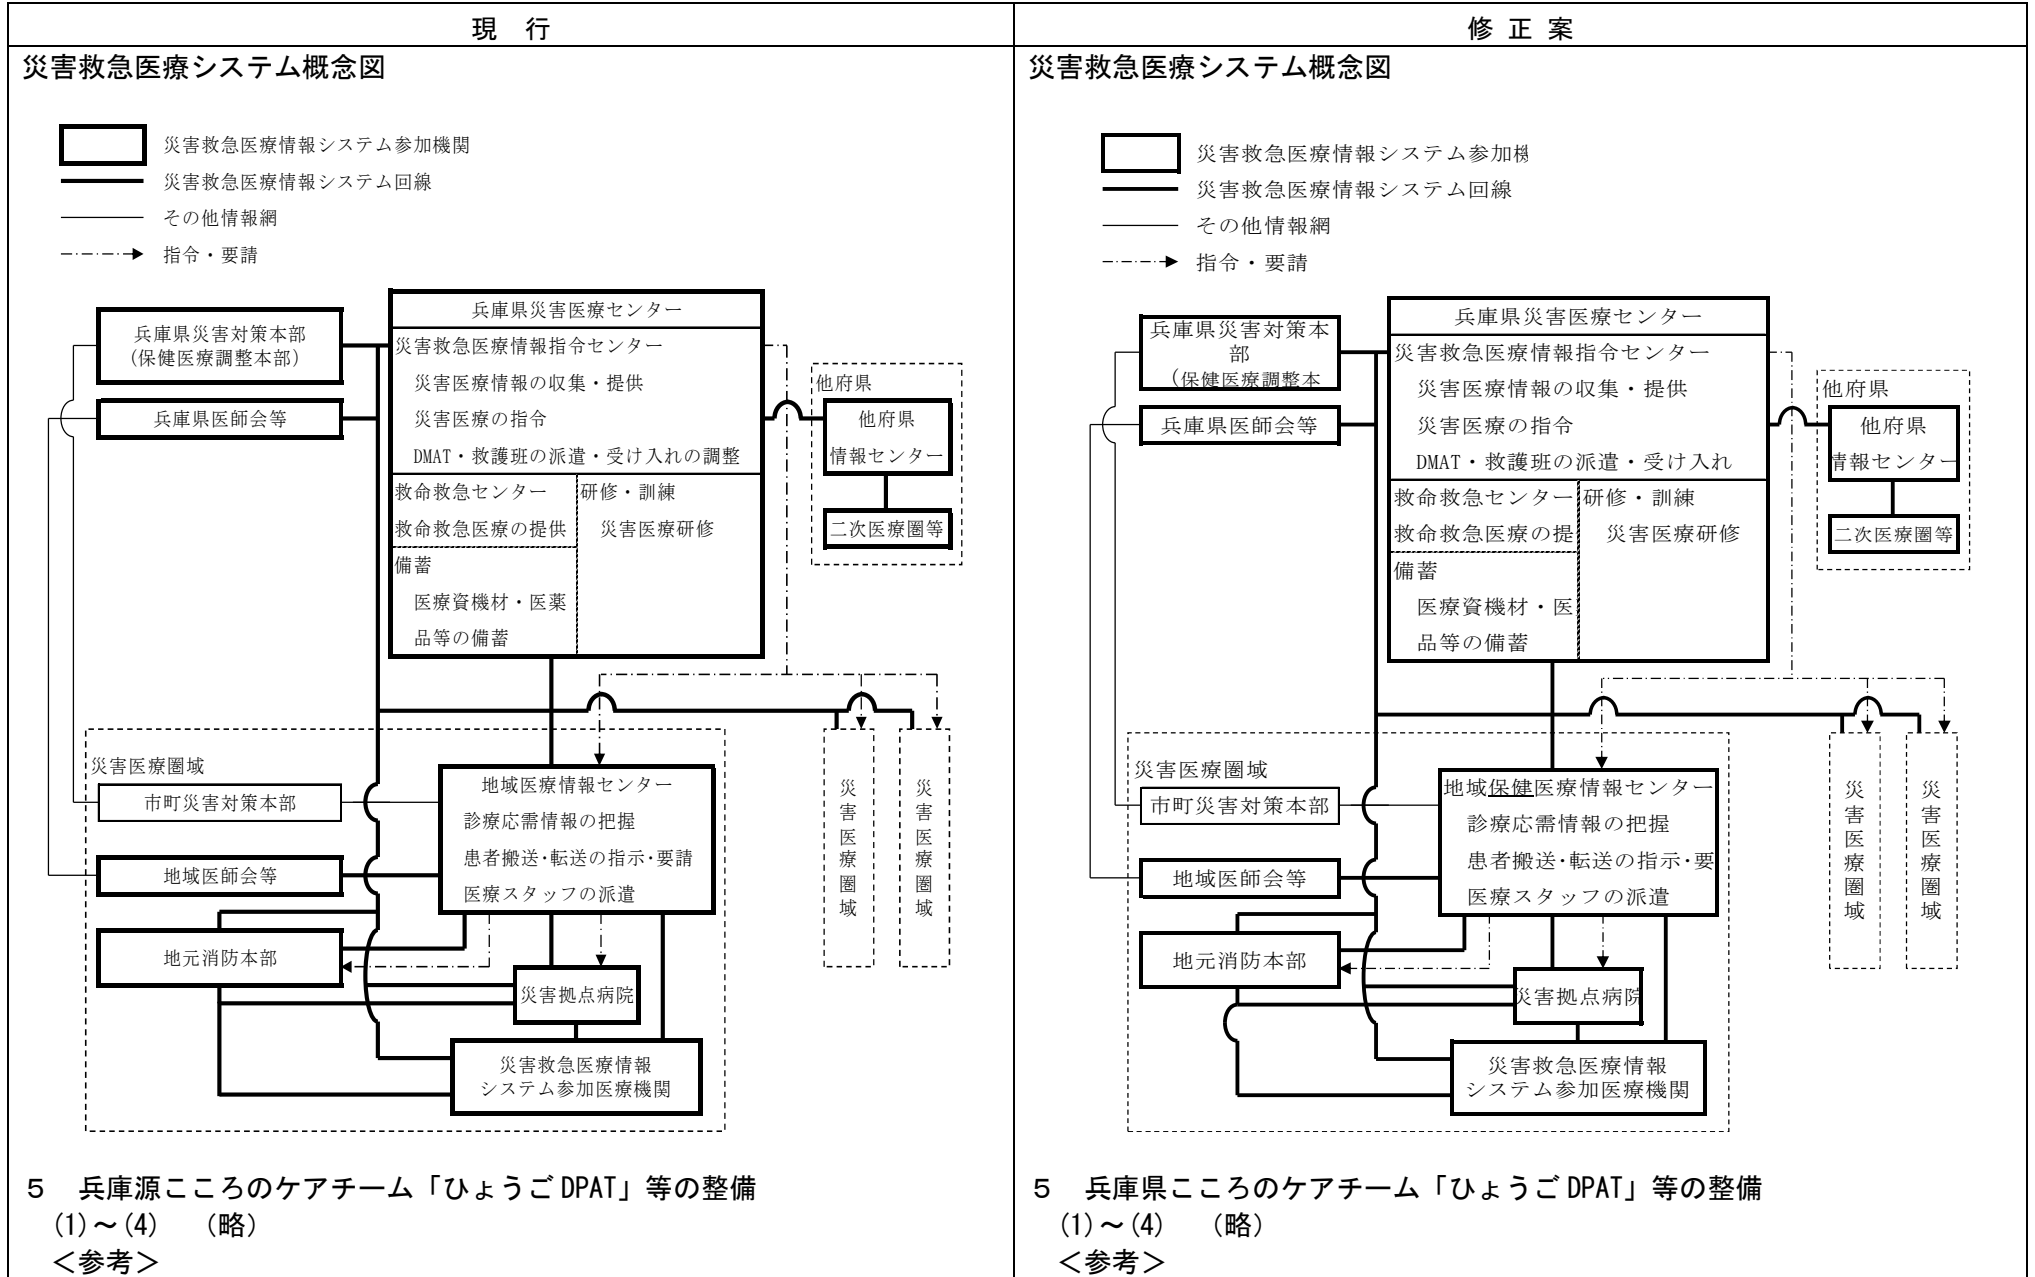 現 行
災害救急医療システム概念図
災害救急医療情報システム参加機関
災害救急医療情報システム回線
その他情報網
指令・要請
兵庫県災害医療センター
兵庫県災害対策本部
(保健医療調整本部)
兵庫県医師会等
災害救急医療情報指令センター
災害医療情報の収集・提供
災害医療の指令
DMAT・救護班の派遣・受け入れの調整
救命救急センター
救命救急医療の提供
研修・訓練
災害医療研修
備蓄
医療資機材・医薬
品等の備蓄
他府県
他府県
情報センター
二次医療圏等
災害医療圏域
市町災害対策本部
地域医師会等
地元消防本部
地域医療情報センター
診療応需情報の把握
患者搬送・転送の指示・要請
医療スタッフの派遣
災害拠点病院
災害救急医療情報
システム参加医療機関
災害医療圏域
災害医療圏域
5 兵庫源こころのケアチーム「ひょうごDPAT」等の整備
(1)～(4) （略）
＜参考＞
修 正 案
災害救急医療システム概念図
災害救急医療情報システム参加機
災害救急医療情報システム回線
その他情報網
指令・要請
兵庫県災害医療センター
兵庫県災害対策本
部
（保健医療調整本
兵庫県医師会等
災害救急医療情報指令センター
災害医療情報の収集・提供
災害医療の指令
DMAT・救護班の派遣・受け入れ
救命救急センター
救命救急医療の提
研修・訓練
災害医療研修
備蓄
医療資機材・医
品等の備蓄
他府県
他府県
情報センター
二次医療圏等
災害医療圏域
市町災害対策本部
地域医師会等
地元消防本部
地域保健医療情報センター
診療応需情報の把握
患者搬送・転送の指示・要
医療スタッフの派遣
災害拠点病院
災害救急医療情報
システム参加医療機関
災害医療圏域
災害医療圏域
5 兵庫県こころのケアチーム「ひょうごDPAT」等の整備
(1)～(4) （略）
＜参考＞